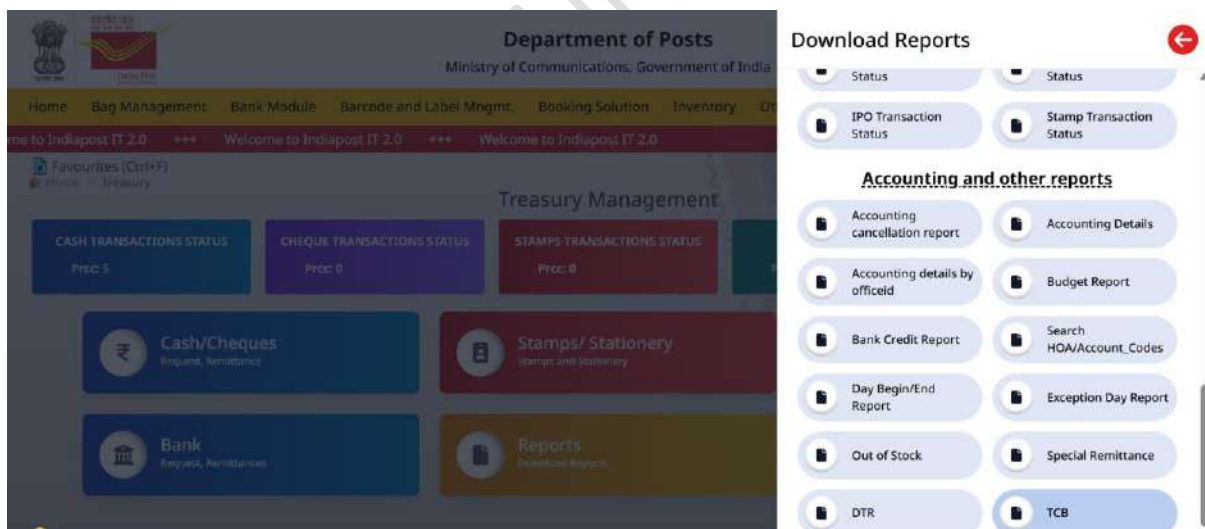 Department of Posts
Ministry of Communications, Government of India
India Post
Home Bag Management Bank Module Barcode and Label Mngmt. Booking Solution Inventory
me to Indiapost IT 2.0 +++ Welcome to Indiapost IT 2.0 +++ Welcome to Indiapost IT 2.0
Favourites (Ctrl+F)
Home > Treasury
Treasury Management
CASH TRANSACTIONS STATUS
Prcc: 5
CHEQUE TRANSACTIONS STATUS
Prcc: 0
STAMPS TRANSACTIONS STATUS
Prcc: 0
Cash/Cheques
Request, Remittance
Stamps/ Stationery
Stamps and Stationery
Bank
Request, Remittances
Reports
Download Reports
Download Reports
Status
Status
IPO Transaction
Status
Stamp Transaction
Status
Accounting and other reports
Accounting
cancellation report
Accounting Details
Accounting details by
officeid
Budget Report
Bank Credit Report
Search
HOA/Account_Codes
Day Begin/End
Report
Exception Day Report
Out of Stock
Special Remittance
DTR
TCB